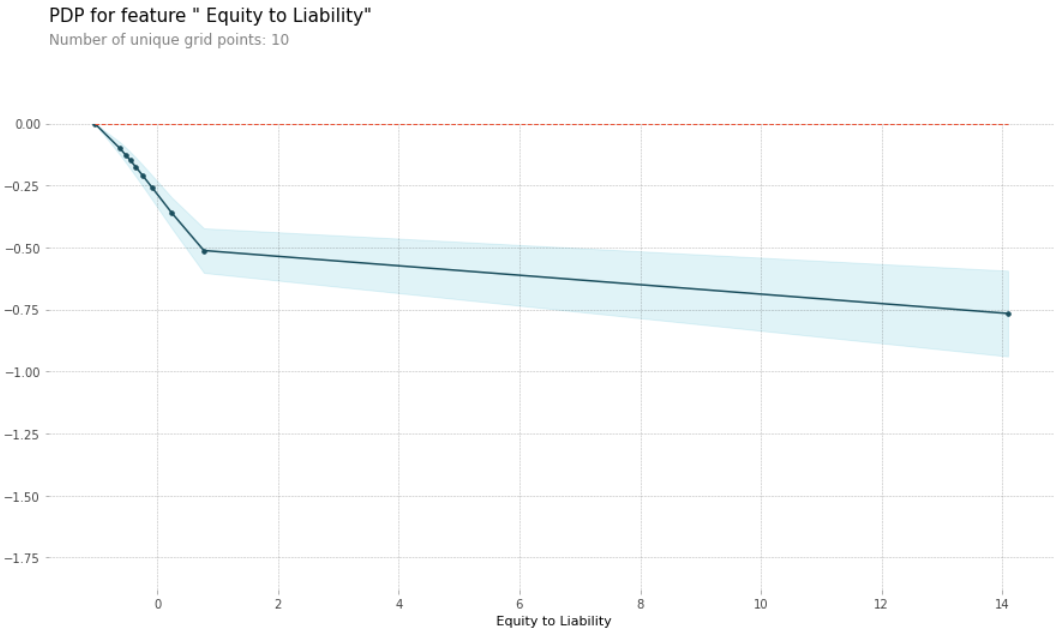 PDP for feature " Equity to Liability"
Number of unique grid points: 10
0.00
−0.25
−0.50
−0.75
−1.00
−1.25
−1.50
−1.75
0 2 4 6 8 10 12 14
Equity to Liability